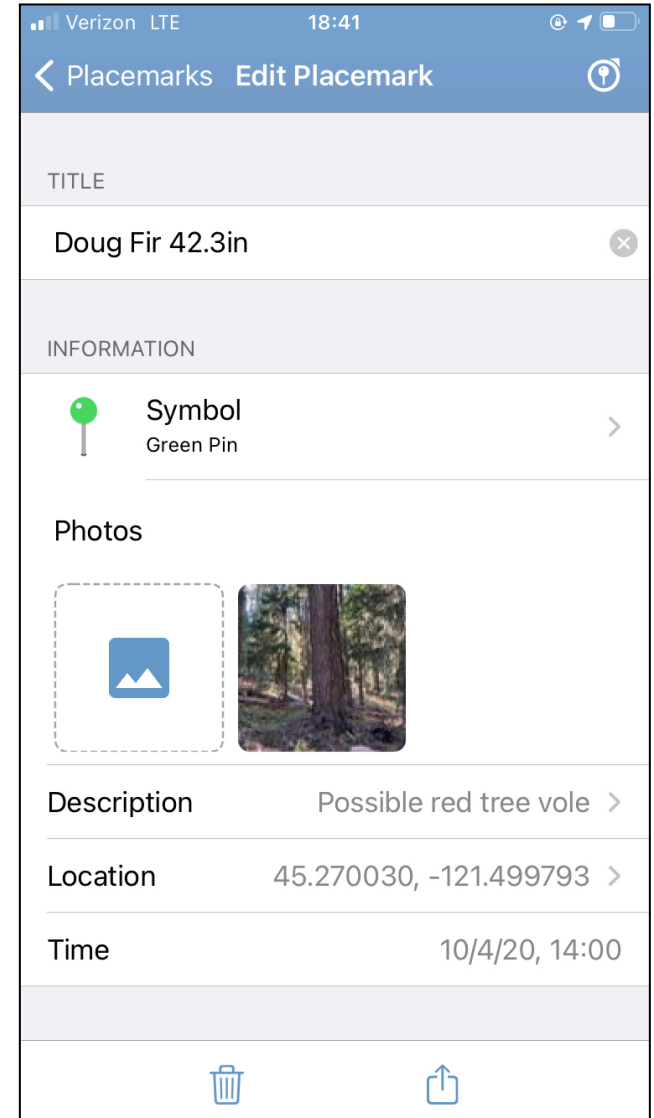 Verizon LTE 18:41
Placemarks Edit Placemark
TITLE
Doug Fir 42.3in
INFORMATION
Symbol
Green Pin
Photos
Description Possible red tree vole
Location 45.270030, -121.499793
Time 10/4/20, 14:00